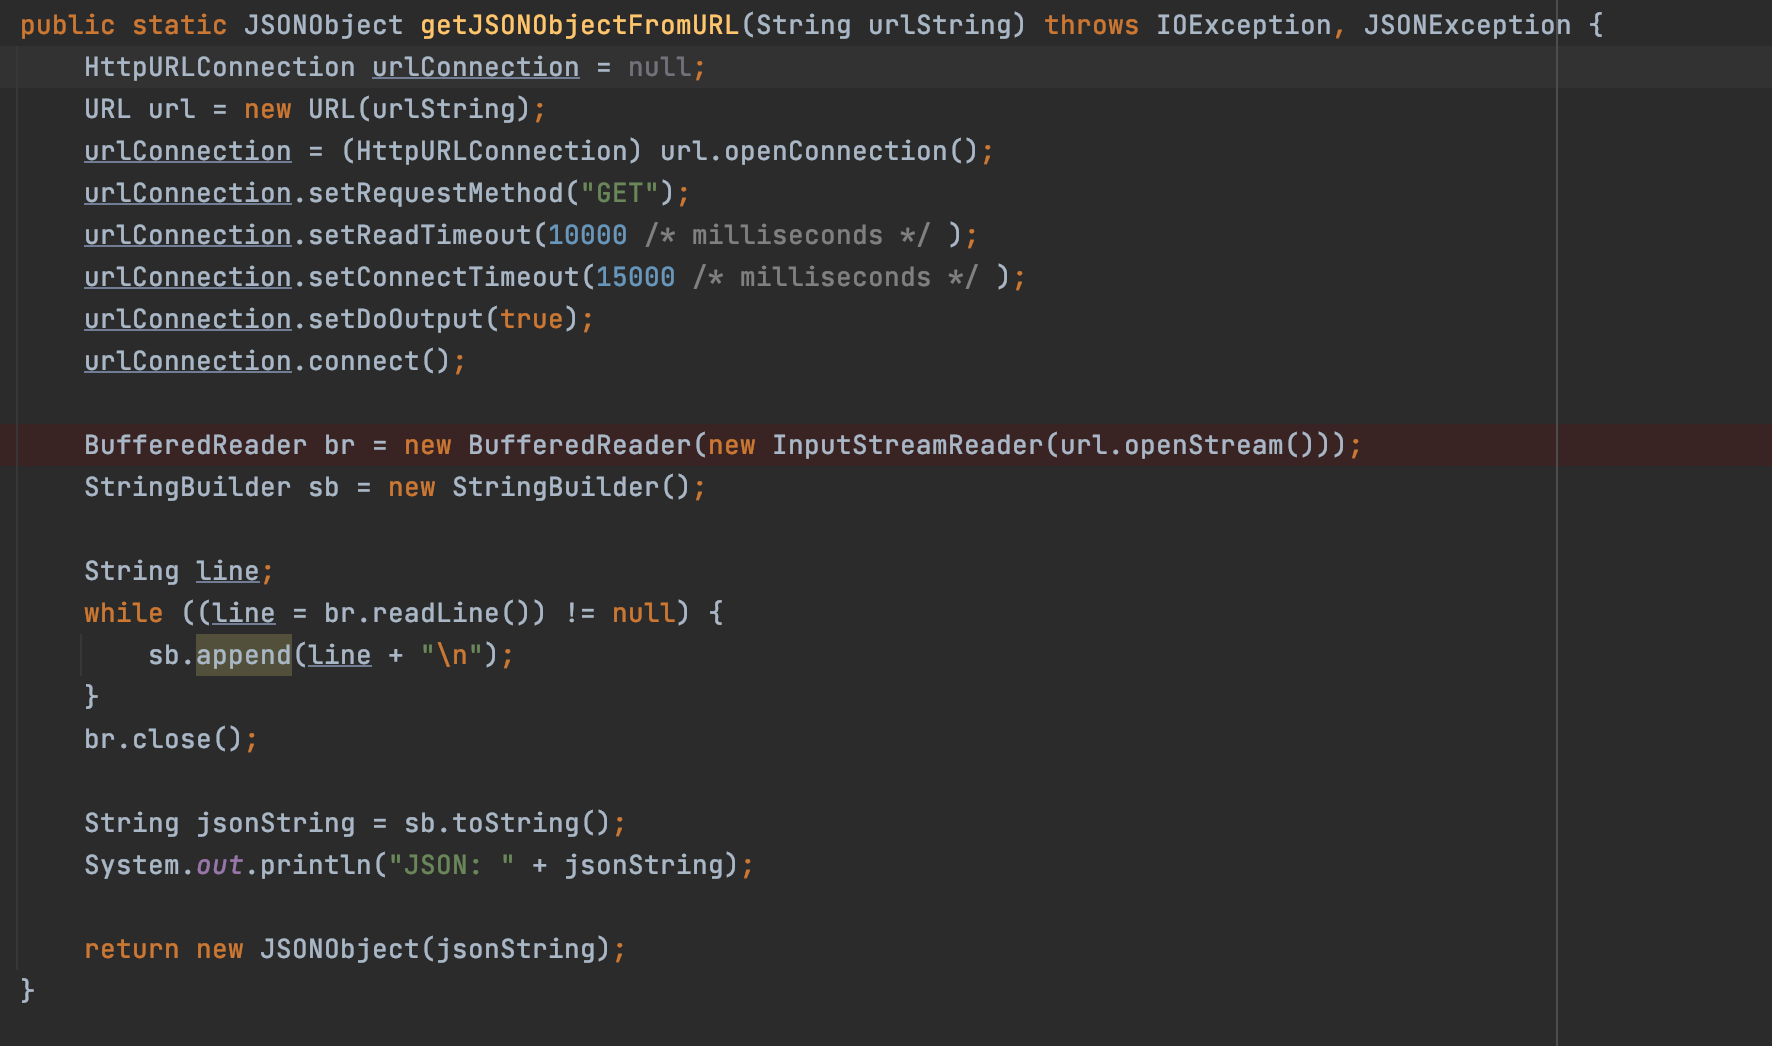 public static JSONObject getJSONObjectFromURL(String urlString) throws IOException, JSONException {
    HttpURLConnection urlConnection = null;
    URL url = new URL(urlString);
    urlConnection = (HttpURLConnection) url.openConnection();
    urlConnection.setRequestMethod("GET");
    urlConnection.setReadTimeout(10000 /* milliseconds */ );
    urlConnection.setConnectTimeout(15000 /* milliseconds */ );
    urlConnection.setDoOutput(true);
    urlConnection.connect();

    BufferedReader br = new BufferedReader(new InputStreamReader(url.openStream()));
    StringBuilder sb = new StringBuilder();

    String line;
    while ((line = br.readLine()) != null) {
        sb.append(line + "\n");
    }
    br.close();

    String jsonString = sb.toString();
    System.out.println("JSON: " + jsonString);

    return new JSONObject(jsonString);
}